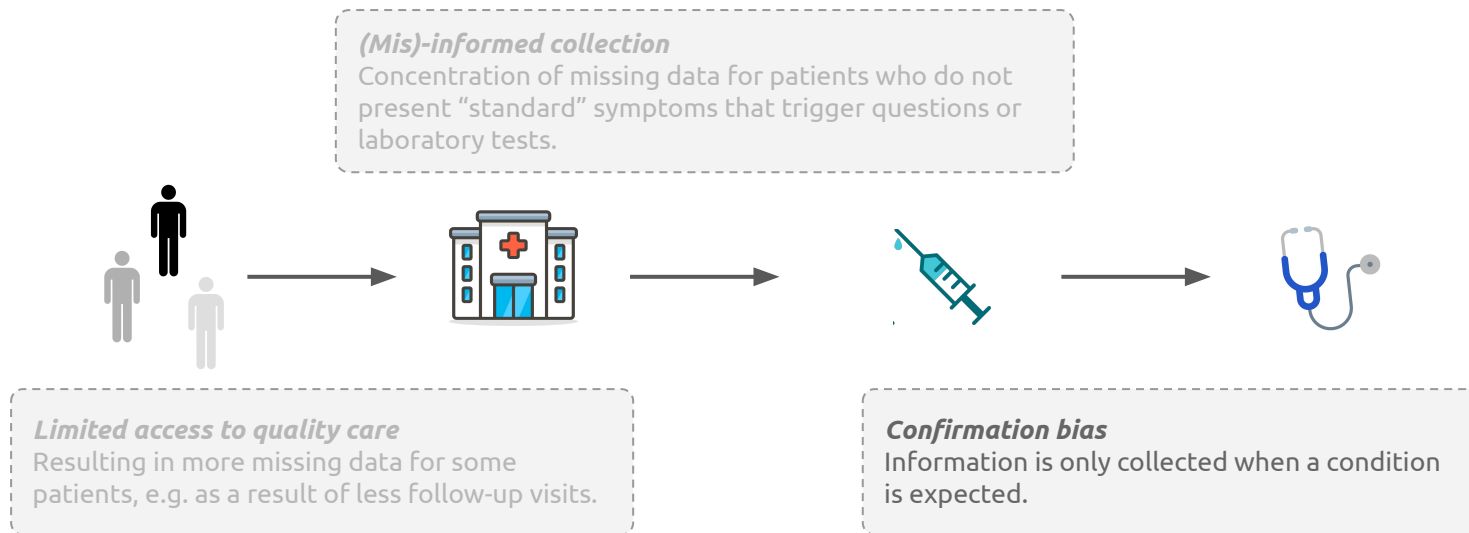 (Mis)-informed collection
Concentration of missing data for patients who do not
present “standard” symptoms that trigger questions or
laboratory tests.
Limited access to quality care
Resulting in more missing data for some
patients, e.g. as a result of less follow-up visits.
Confirmation bias
Information is only collected when a condition
is expected.